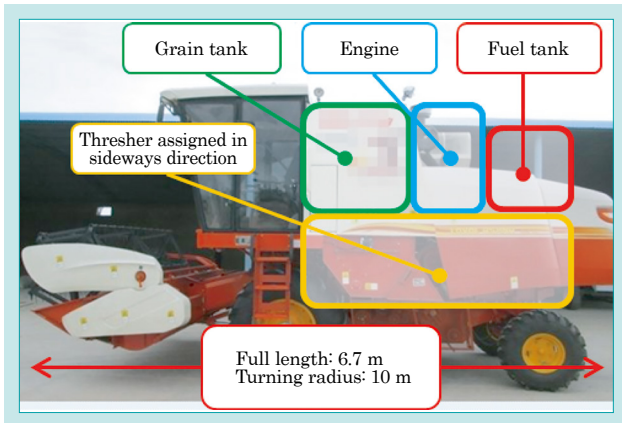 Grain tank
Engine
Fuel tank
Thresher assigned in
sideways direction
Full length: 6.7 m
Turning radius: 10 m